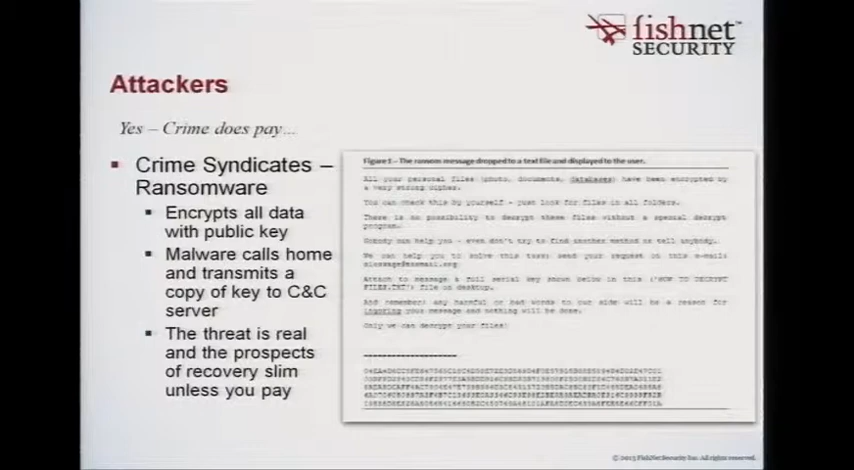 fishnet™
SECURITY
Attackers
Yes – Crime does pay…
▪ Crime Syndicates –
Ransomware
▪ Encrypts all data
with public key
▪ Malware calls home
and transmits a
copy of key to C&C
server
▪ The threat is real
and the prospects
of recovery slim
unless you pay
Figure 1 – The ransom message dropped to a text file and displayed to the user.
All your personal files (photo, documents, databases) have been encrypted by
a very strong cipher.
You can check this by yourself - just look for files in all folders.
There is no possibility to decrypt these files without a special decrypt
program.
Nobody can help you - even don't try to find another method or tell anybody.
We can help you to solve this task: send your request on this e-mail:
Attach to message a full serial key shown below in this ('HOW TO DECRYPT
FILES.TXT') file on desktop.
And remember: any harmful or bad words to our side will be a reason for
ignoring your message and nothing will be done.
Only we can decrypt your files!
© 2013 FishNet Security Inc. All rights reserved.